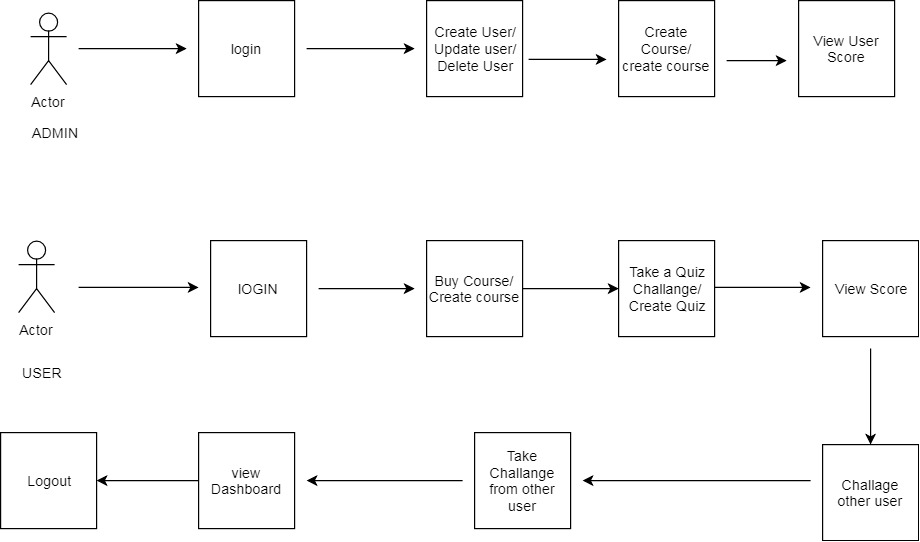 Actor
ADMIN
login
Create User/
Update user/
Delete User
Create
Course/
create course
View User
Score
Actor
USER
lOGIN
Buy Course/
Create course
Take a Quiz
Challange/
Create Quiz
View Score
Challage
other user
Take
Challange
from other
user
view
Dashboard
Logout